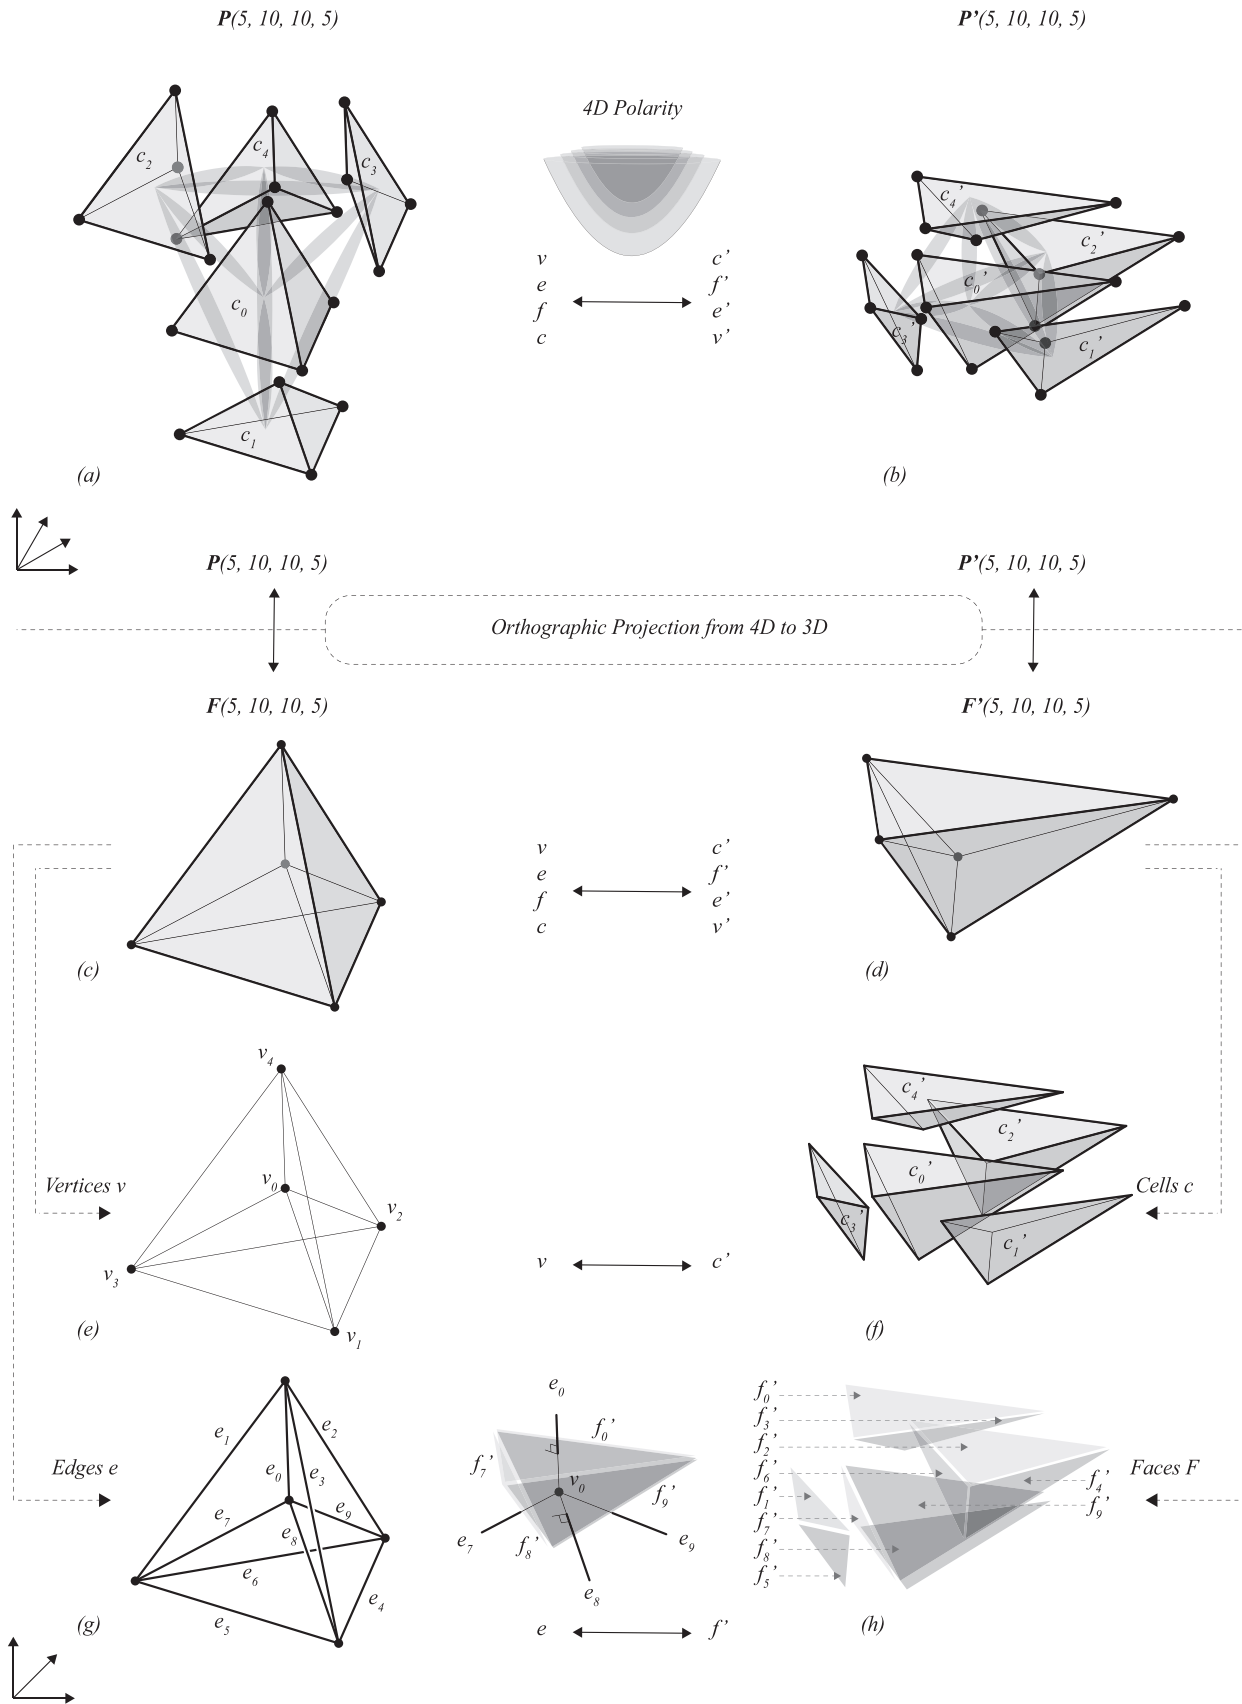 P(5, 10, 10, 5)
P’(5, 10, 10, 5)
4D Polarity
c2
c4
c3
c0
c1
v
e
f
c
c’
f’
e’
v’
c4’
c2’
c0’
c3’
c1’
(a)
(b)
P(5, 10, 10, 5)
P’(5, 10, 10, 5)
Orthographic Projection from 4D to 3D
F(5, 10, 10, 5)
F’(5, 10, 10, 5)
v
e
f
c
c’
f’
e’
v’
(c)
(d)
v4
v0
v2
v3
v1
Vertices v
v
c’
c4’
c2’
c0’
c3’
c1’
Cells c
(e)
(f)
e1
e2
e0
e3
e7
e8
e9
e6
e5
e4
Edges e
(g)
e0
f0’
f7’
v0
f9’
f8’
e7
e9
e8
e
f’
f0’
f3’
f2’
f6’
f1’
f7’
f8’
f5’
f4’
f9’
Faces F
(h)